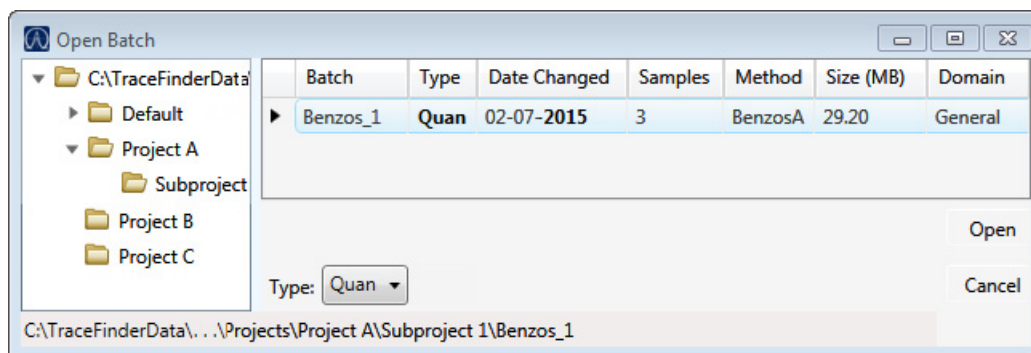 Open Batch
C:\TraceFinderData\
Default
Project A
Subproject
Project B
Project C
Batch Type Date Changed Samples Method Size (MB) Domain
Benzos_1 Quan 02-07-2015 3 BenzosA 29.20 General
Open
Type: Quan
Cancel
C:\TraceFinderData\. . .\Projects\Project A\Subproject 1\Benzos_1